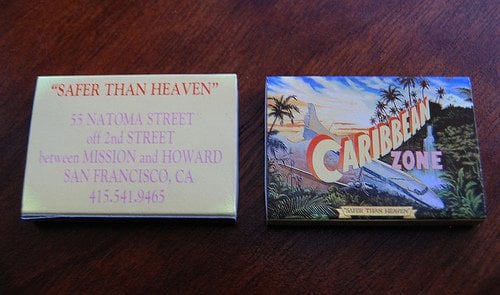 "SAFER THAN HEAVEN"
55 NATOMA STREET
off 2nd STREET
between MISSION and HOWARD
SAN FRANCISCO, CA
415.541.9465
CARIBBEAN
ZONE
"SAFER THAN HEAVEN"